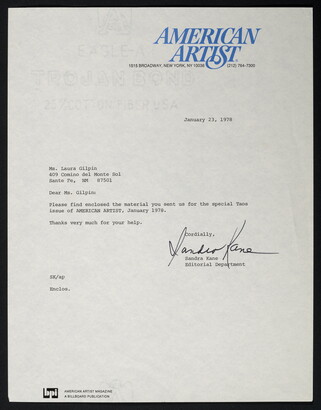 AMERICAN
ARTIST
1515 BROADWAY, NEW YORK, NY 10036 (212) 764-7300
January 23, 1978
Ms. Laura Gilpin
409 Comino del Monte Sol
Santa Fe, NM 87501
Dear Ms. Gilpin:
Please find enclosed the material you sent us for the special Taos
issue of AMERICAN ARTIST, January 1978.
Thanks very much for your help.
Cordially,
Sandra Kane
Sandra Kane
Editorial Department
SK/ap
Enclos.
AMERICAN ARTIST MAGAZINE
A BILLBOARD PUBLICATION